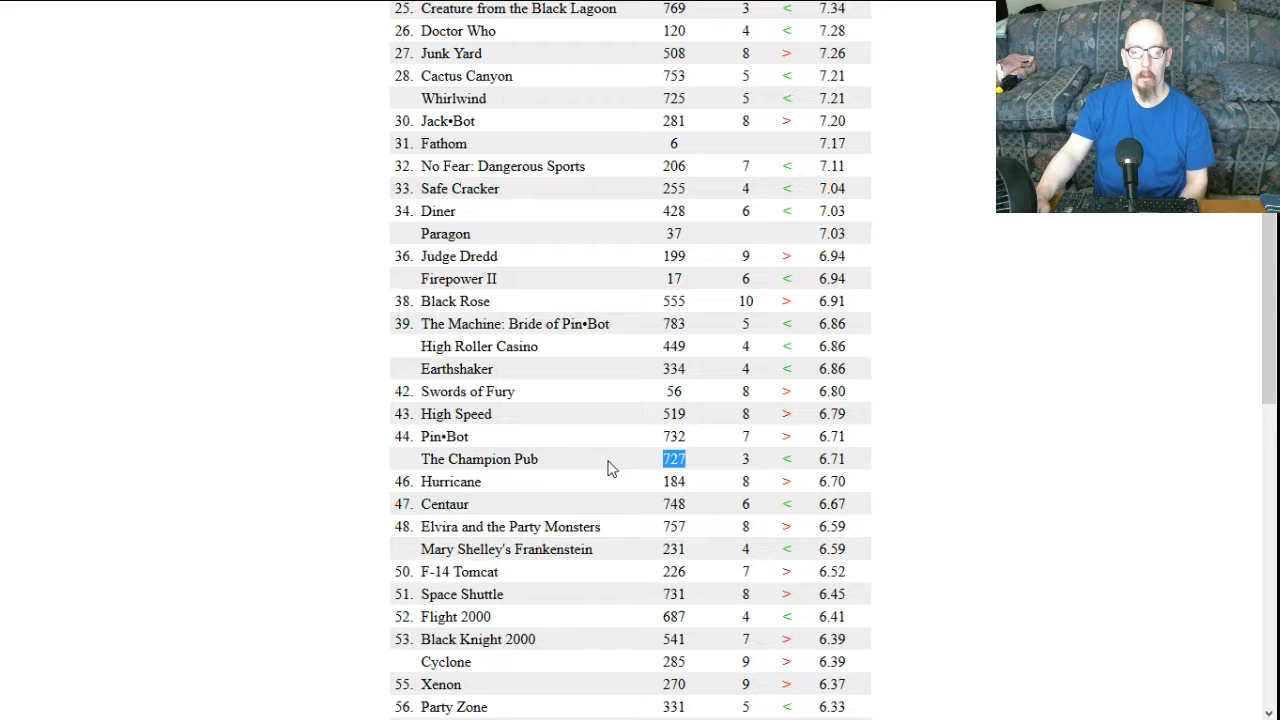 25. Creature from the Black Lagoon 769 3 < 7.34
26. Doctor Who 120 4 < 7.28
27. Junk Yard 508 8 > 7.26
28. Cactus Canyon 753 5 < 7.21
Whirlwind 725 5 < 7.21
30. Jack•Bot 281 8 > 7.20
31. Fathom 6 7.17
32. No Fear: Dangerous Sports 206 7 < 7.11
33. Safe Cracker 255 4 < 7.04
34. Diner 428 6 < 7.03
Paragon 37 7.03
36. Judge Dredd 199 9 > 6.94
Firepower II 17 6 < 6.94
38. Black Rose 555 10 > 6.91
39. The Machine: Bride of Pin•Bot 783 5 < 6.86
High Roller Casino 449 4 < 6.86
Earthshaker 334 4 < 6.86
42. Swords of Fury 56 8 > 6.80
43. High Speed 519 8 > 6.79
44. Pin•Bot 732 7 > 6.71
The Champion Pub 727 3 < 6.71
46. Hurricane 184 8 > 6.70
47. Centaur 748 6 < 6.67
48. Elvira and the Party Monsters 757 8 > 6.59
Mary Shelley's Frankenstein 231 4 < 6.59
50. F-14 Tomcat 226 7 > 6.52
51. Space Shuttle 731 8 > 6.45
52. Flight 2000 687 4 < 6.41
53. Black Knight 2000 541 7 > 6.39
Cyclone 285 9 > 6.39
55. Xenon 270 9 > 6.37
56. Party Zone 331 5 < 6.33